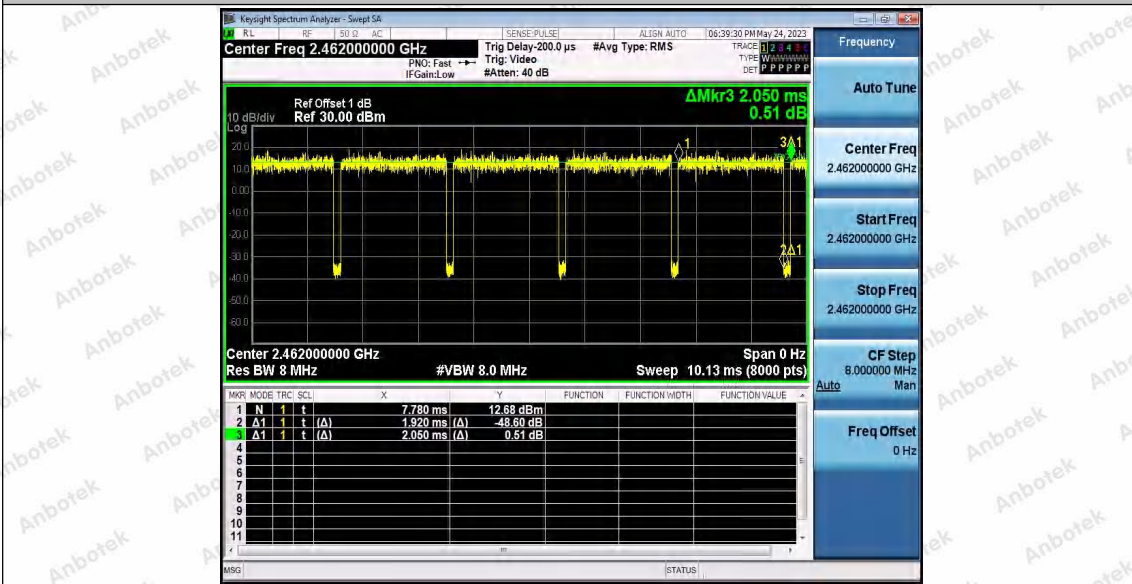 Keysight Spectrum Analyzer - Swept SA
RL RF 50 Ω AC SENSE:PULSE ALIGN AUTO 06:39:30 PM May 24, 2023
Center Freq 2.462000000 GHz
PNO: Fast
IFGain:Low
Trig Delay-200.0 µs
Trig: Video
#Atten: 40 dB
#Avg Type: RMS
TRACE 1 2 3 4 5 6
TYPE WWWWWW
DET P P P P P P
Frequency
Auto Tune
Center Freq
2.462000000 GHz
Start Freq
2.462000000 GHz
Stop Freq
2.462000000 GHz
CF Step
8.000000 MHz
Auto Man
Freq Offset
0 Hz
ΔMkr3 2.050 ms
0.51 dB
Ref Offset 1 dB
10 dB/div Ref 30.00 dBm
Log
20.0
10.0
0.00
-10.0
-20.0
-30.0
-40.0
-50.0
-60.0
1
3Δ1
2Δ1
Center 2.462000000 GHz Span 0 Hz
Res BW 8 MHz #VBW 8.0 MHz Sweep 10.13 ms (8000 pts)
MKR MODE TRC SCL X Y FUNCTION FUNCTION WIDTH FUNCTION VALUE
1 N 1 t 7.780 ms 12.68 dBm
2 Δ1 1 t (Δ) 1.920 ms (Δ) -48.60 dB
3 Δ1 1 t (Δ) 2.050 ms (Δ) 0.51 dB
4
5
6
7
8
9
10
11
MSG STATUS
Anbotek